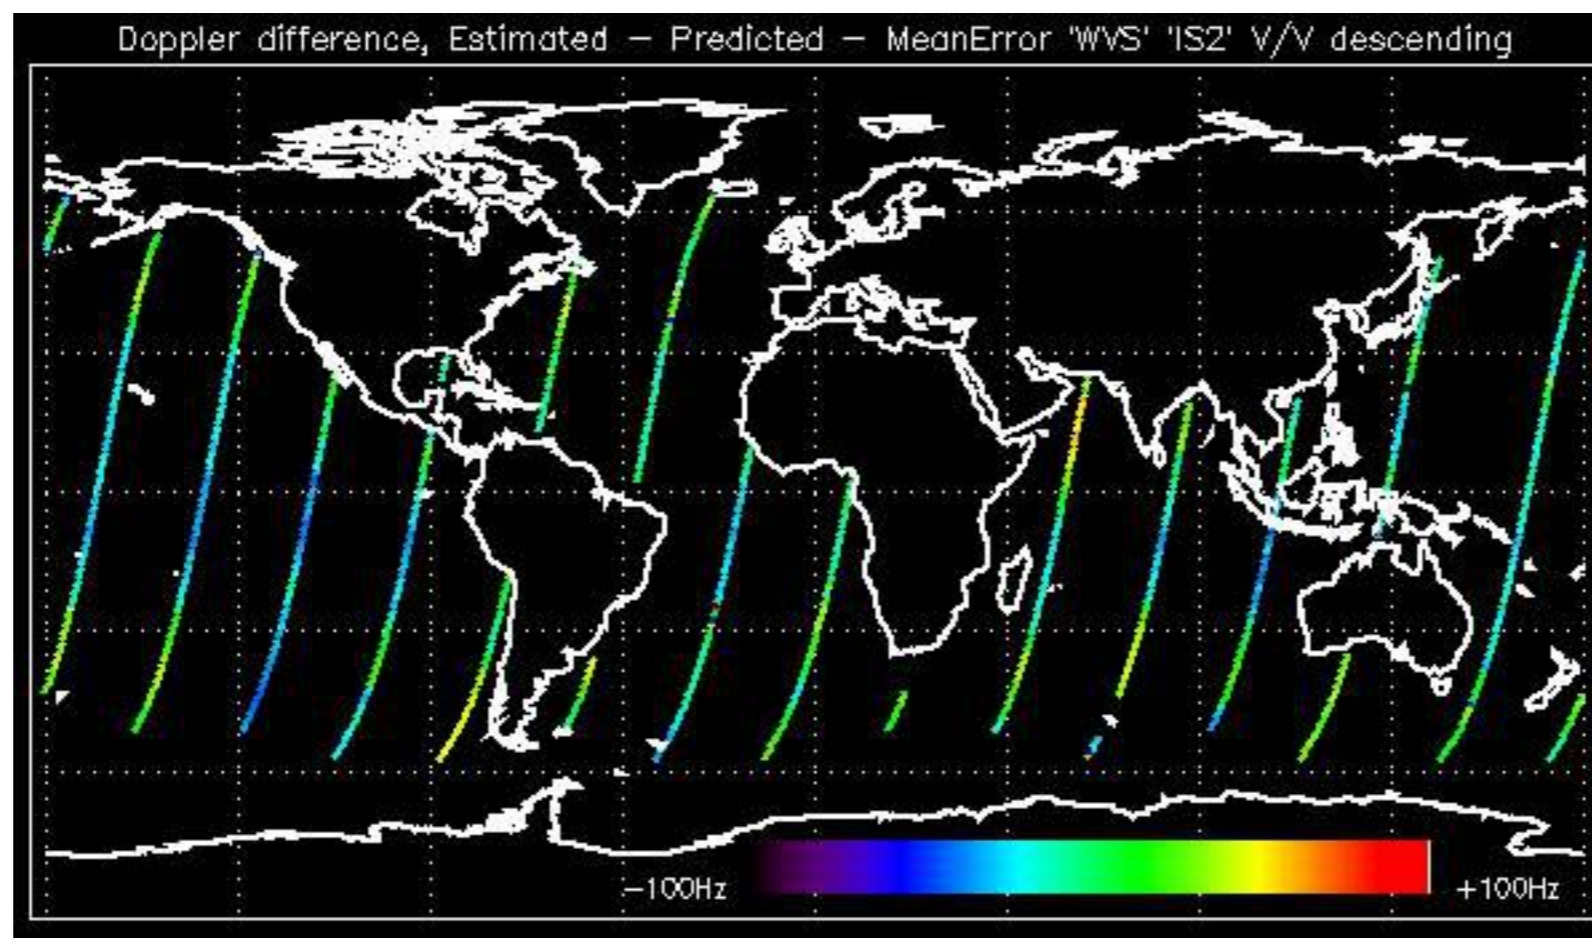 Doppler difference, Estimated – Predicted – MeanError 'WVS' 'IS2' V/V descending
−100Hz
+100Hz